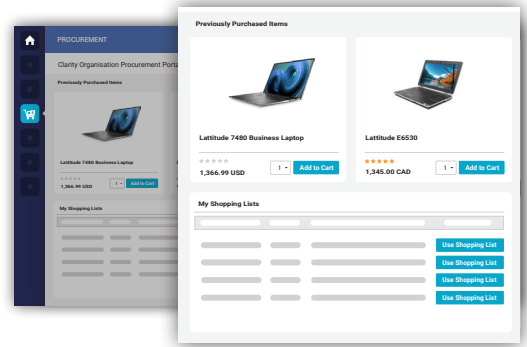 PROCUREMENT
Clarity Organisation Procurement Porta
Previously Purchased Items
Lattitude 7480 Business Laptop
1,366.99 USD
1
Add to Cart
My Shopping Lists
Previously Purchased Items
Lattitude 7480 Business Laptop
1,366.99 USD
1
Add to Cart
Lattitude E6530
1,345.00 CAD
1
Add to Cart
My Shopping Lists
Use Shopping List
Use Shopping List
Use Shopping List
Use Shopping List